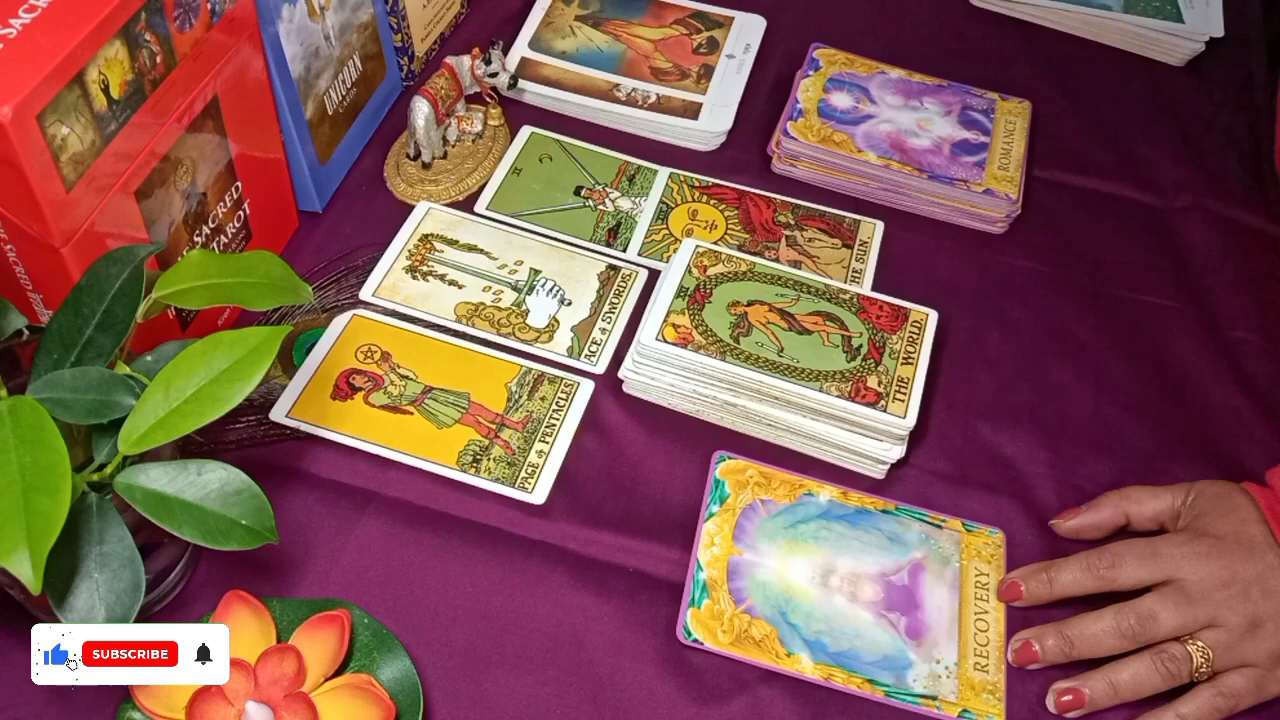 UNICORN
CARDS
SACRED
TAROT
ROMANCE
II
THE SUN.
ACE of SWORDS.
THE WORLD.
PAGE of PENTACLES.
RECOVERY
SUBSCRIBE